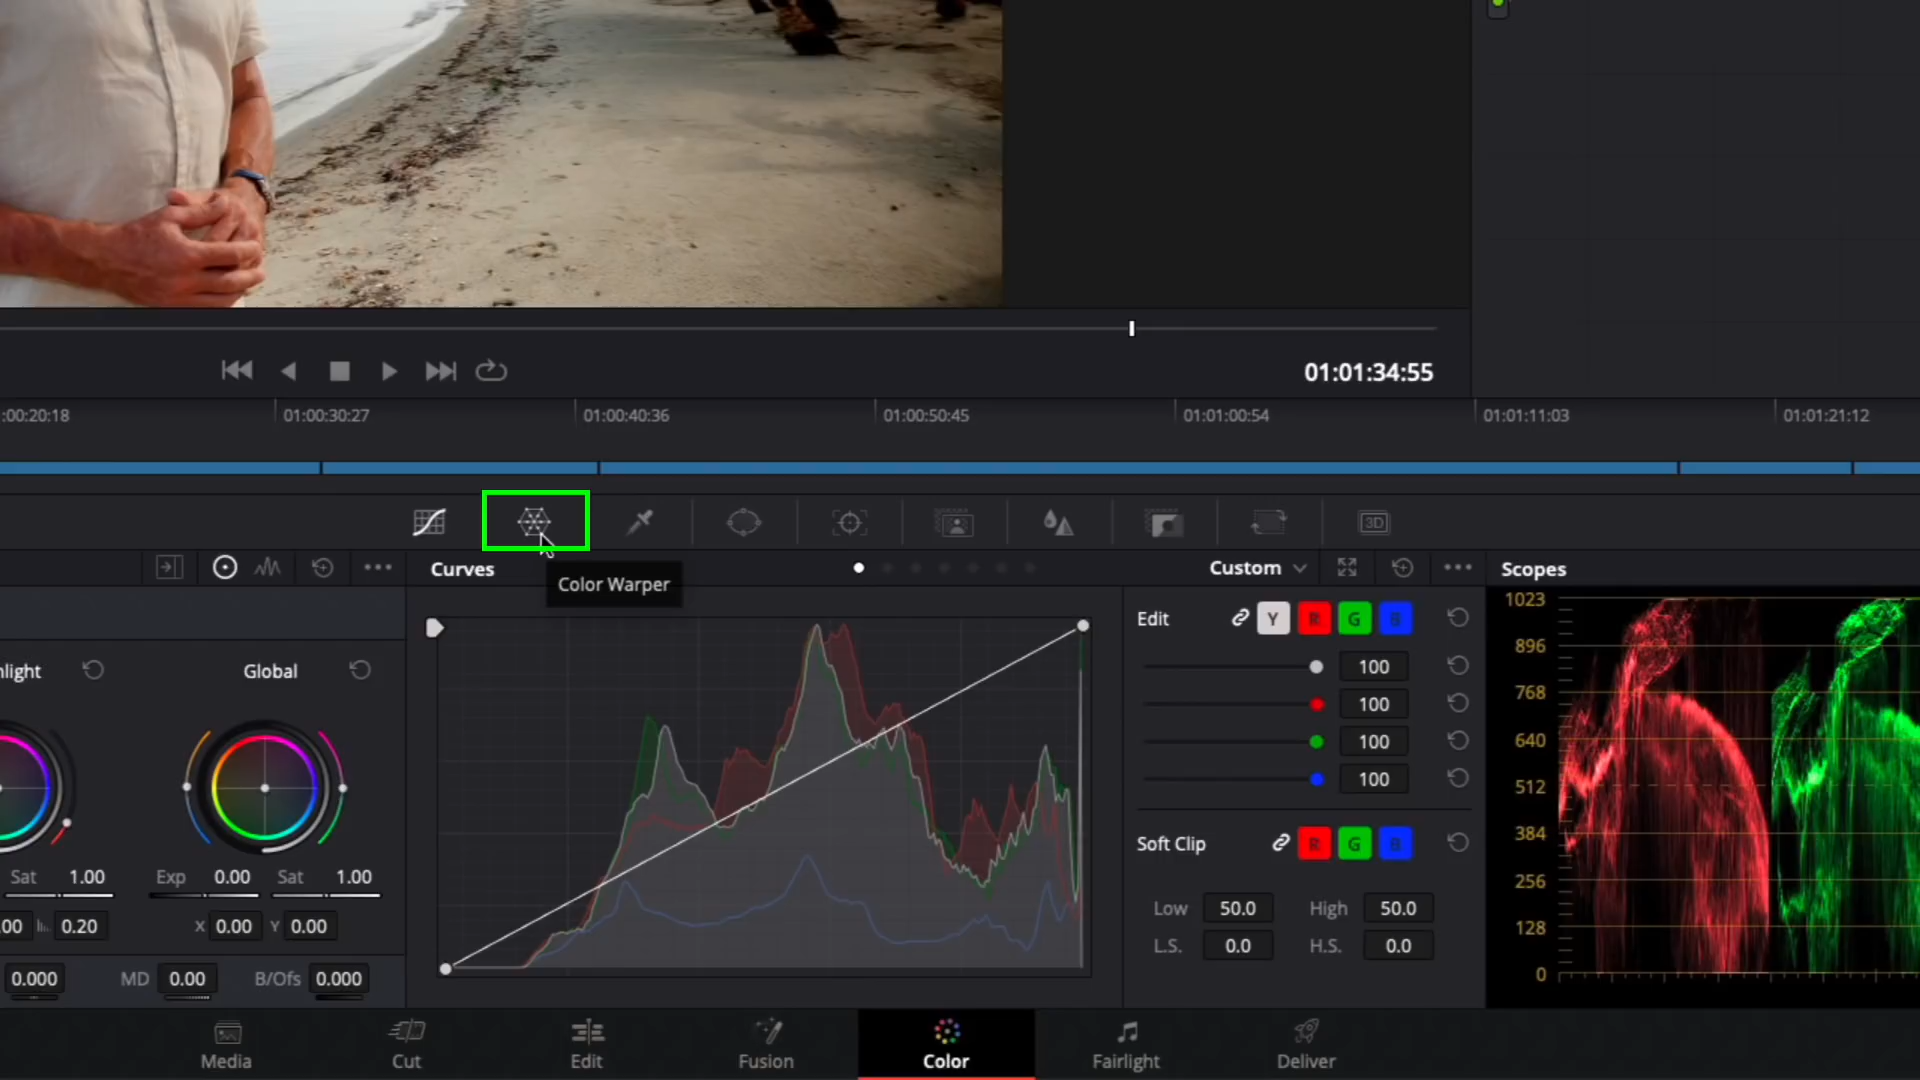 01:01:34:55
:00:20:18
01:00:30:27
01:00:40:36
01:00:50:45
01:01:00:54
01:01:11:03
01:01:21:12
3D
Curves
Color Warper
Custom
Scopes
hlight
Global
Sat 1.00
Exp 0.00 Sat 1.00
.00 0.20
X 0.00 Y 0.00
0.000 MD 0.00 B/Ofs 0.000
Edit Y R G B
100
100
100
100
Soft Clip R G B
Low 50.0 High 50.0
L.S. 0.0 H.S. 0.0
1023
896
768
640
512
384
256
128
0
Media
Cut
Edit
Fusion
Color
Fairlight
Deliver